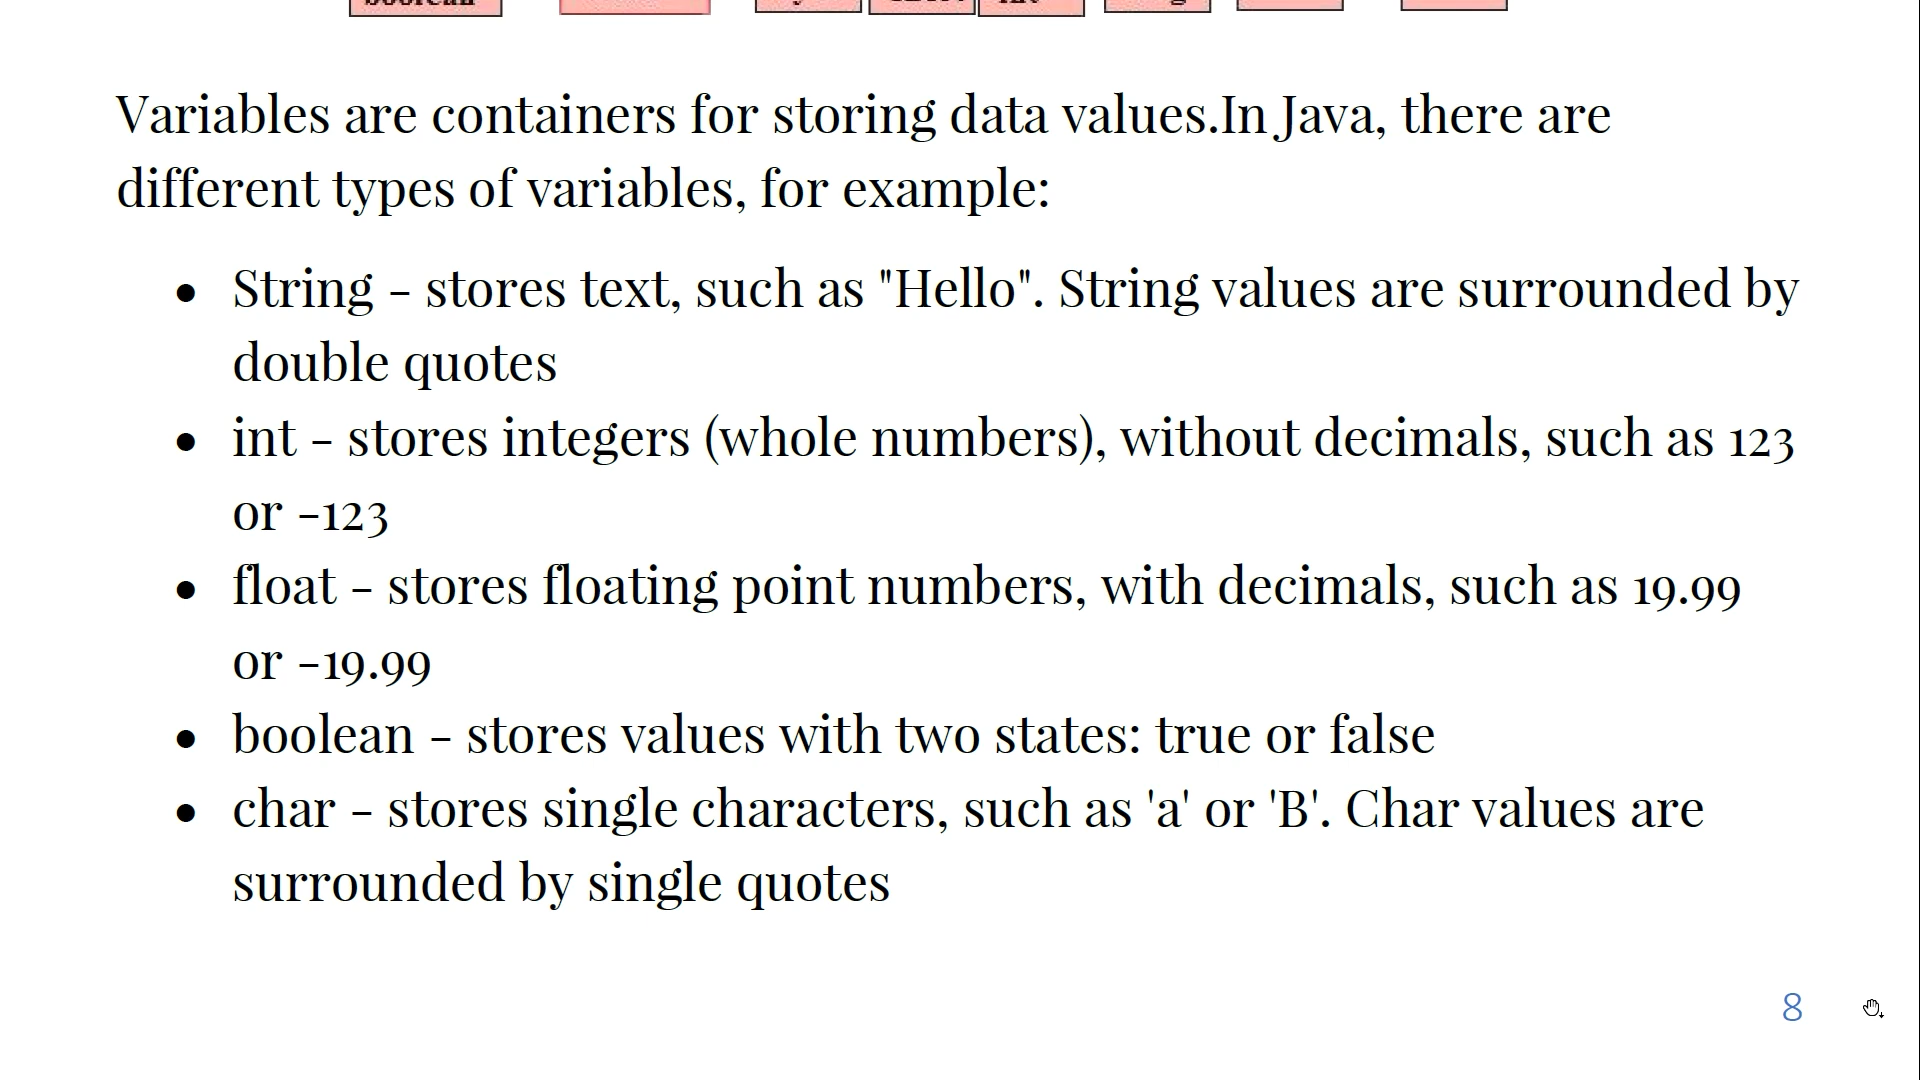 boolean
Variables are containers for storing data values.In Java, there are
different types of variables, for example:
● String - stores text, such as "Hello". String values are surrounded by
double quotes
● int - stores integers (whole numbers), without decimals, such as 123
or -123
● float - stores floating point numbers, with decimals, such as 19.99
or -19.99
● boolean - stores values with two states: true or false
● char - stores single characters, such as 'a' or 'B'. Char values are
surrounded by single quotes
8